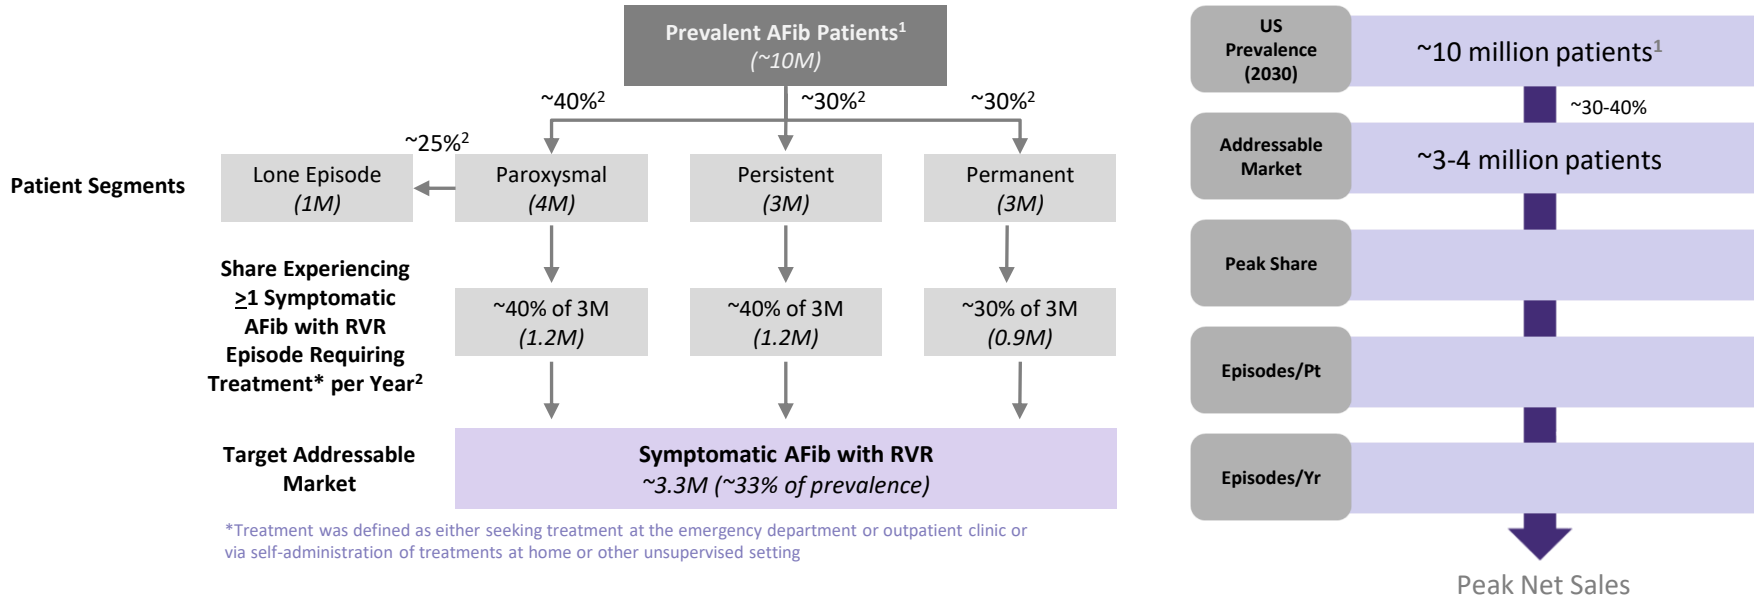 Prevalent AFib Patients1
(~10M)
~40%2
~30%2
~30%2
~25%2
Patient Segments
Lone Episode
(1M)
Paroxysmal
(4M)
Persistent
(3M)
Permanent
(3M)
Share Experiencing
≥1 Symptomatic
AFib with RVR
Episode Requiring
Treatment* per Year2
~40% of 3M
(1.2M)
~40% of 3M
(1.2M)
~30% of 3M
(0.9M)
Target Addressable
Market
Symptomatic AFib with RVR
~3.3M (~33% of prevalence)
*Treatment was defined as either seeking treatment at the emergency department or outpatient clinic or
via self-administration of treatments at home or other unsupervised setting
US
Prevalence
(2030)
~10 million patients1
~30-40%
Addressable
Market
~3-4 million patients
Peak Share
Episodes/Pt
Episodes/Yr
Peak Net Sales